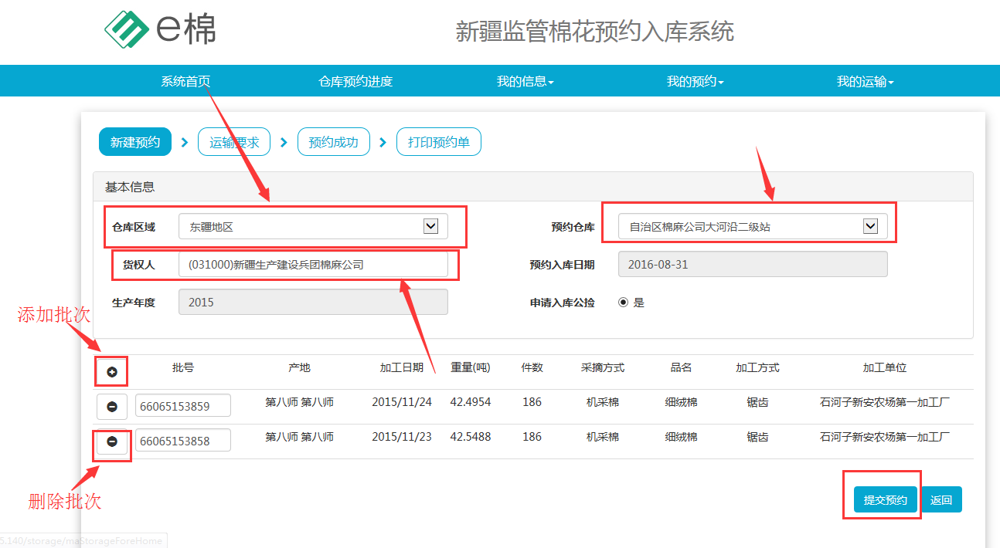 e棉
新疆监管棉花预约入库系统
系统首页 仓库预约进度 我的信息 我的预约 我的运输
新建预约 运输要求 预约成功 打印预约单
基本信息
仓库区域 东疆地区 预约仓库 自治区棉麻公司大河沿二级站
货权人 (031000)新疆生产建设兵团棉麻公司 预约入库日期 2016-08-31
生产年度 2015 申请入库公捡 是
添加批次
批号 产地 加工日期 重量(吨) 件数 采摘方式 品名 加工方式 加工单位
66065153859 第八师 第八师 2015/11/24 42.4954 186 机采棉 细绒棉 锯齿 石河子新安农场第一加工厂
66065153858 第八师 第八师 2015/11/23 42.5488 186 机采棉 细绒棉 锯齿 石河子新安农场第一加工厂
删除批次
提交预约 返回
5.140/storage/maStorageForeHome